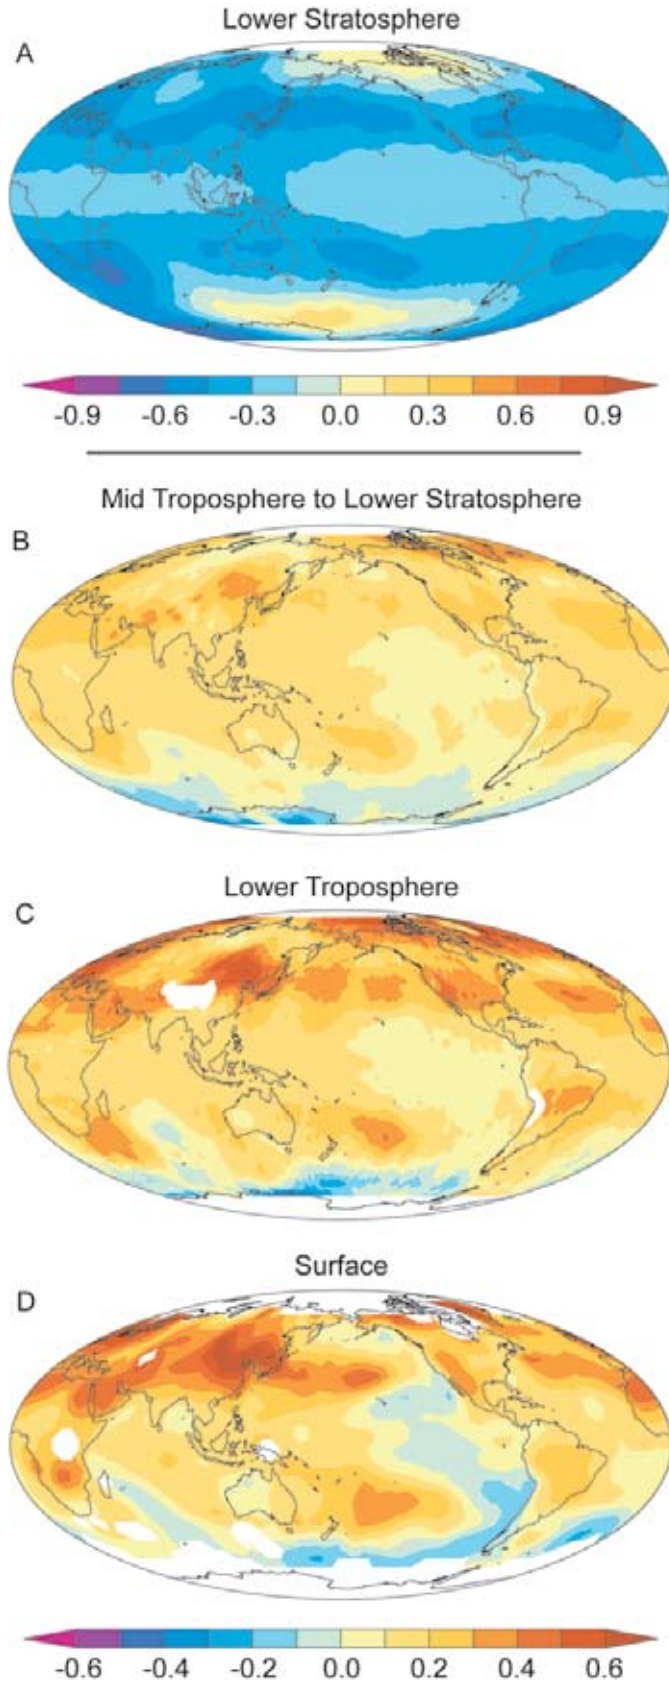 Lower Stratosphere
A
-0.9 -0.6 -0.3 0.0 0.3 0.6 0.9
Mid Troposphere to Lower Stratosphere
B
Lower Troposphere
C
Surface
D
-0.6 -0.4 -0.2 0.0 0.2 0.4 0.6